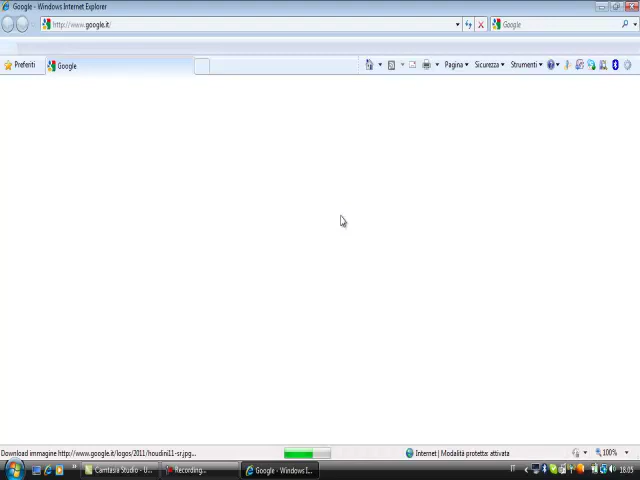 Google - Windows Internet Explorer
http://www.google.it/
Google
Preferiti
Google
Pagina
Sicurezza
Strumenti
Download immagine http://www.google.it/logos/2011/houdini11-sr.jpg...
Internet | Modalità protetta: attivata
100%
Camtasia Studio - U...
Recording...
Google - Windows I...
IT
18.05